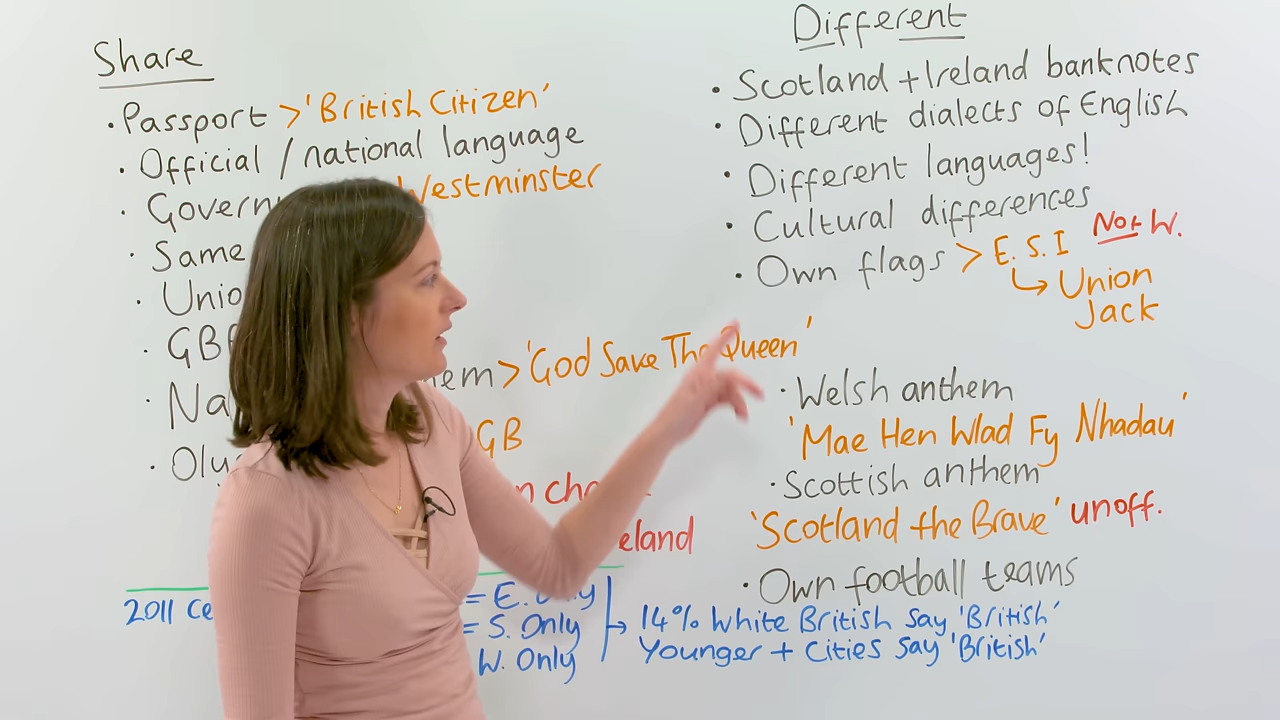 Share
• Passport > 'British Citizen'
• Official / national language
• Govern Westminster
• Same
• Unio
• GB
• Na em > 'God Save The Queen'
• Oly GB
n ch
eland
2011 Ce = E. Only
= S. Only
W. Only
→ 14% White British say 'British'
Younger + Cities say 'British'
Different
• Scotland + Ireland banknotes
• Different dialects of English
• Different languages!
• Cultural differences
• Own flags > E. S. I Not W.
↳ Union
Jack
• Welsh anthem
'Mae Hen Wlad Fy Nhadau'
• Scottish anthem
'Scotland the Brave' unoff.
• Own football teams